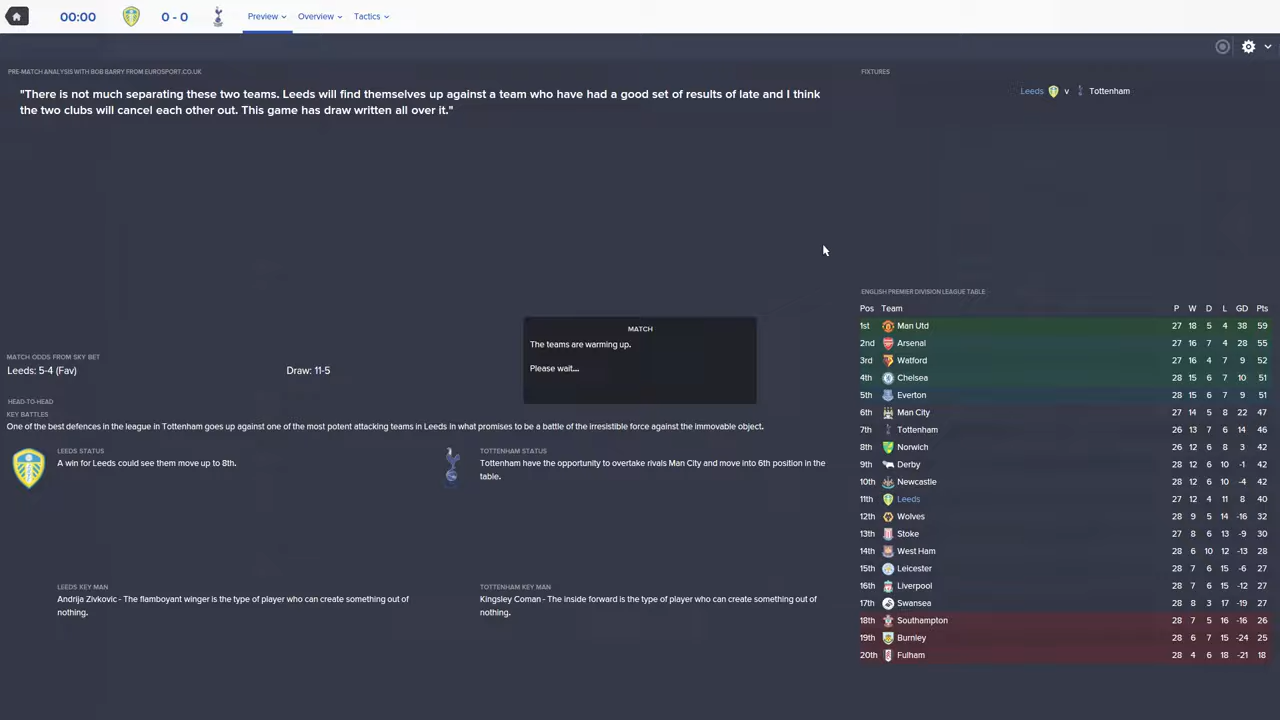 00:00
0 - 0
Preview
Overview
Tactics
PRE-MATCH ANALYSIS WITH BOB BARRY FROM EUROSPORT.CO.UK
"There is not much separating these two teams. Leeds will find themselves up against a team who have had a good set of results of late and I think
the two clubs will cancel each other out. This game has draw written all over it."
FIXTURES
Leeds v Tottenham
MATCH
The teams are warming up.
Please wait...
MATCH ODDS FROM SKY BET
Leeds: 5-4 (Fav)
Draw: 11-5
HEAD-TO-HEAD
KEY BATTLES
One of the best defences in the league in Tottenham goes up against one of the most potent attacking teams in Leeds in what promises to be a battle of the irresistible force against the immovable object.
LEEDS STATUS
A win for Leeds could see them move up to 8th.
TOTTENHAM STATUS
Tottenham have the opportunity to overtake rivals Man City and move into 6th position in the
table.
LEEDS KEY MAN
Andrija Zivkovic - The flamboyant winger is the type of player who can create something out of
nothing.
TOTTENHAM KEY MAN
Kingsley Coman - The inside forward is the type of player who can create something out of
nothing.
ENGLISH PREMIER DIVISION LEAGUE TABLE
Pos Team P W D L GD Pts
1st Man Utd 27 18 5 4 38 59
2nd Arsenal 27 16 7 4 28 55
3rd Watford 27 16 4 7 9 52
4th Chelsea 28 15 6 7 10 51
5th Everton 28 15 6 7 9 51
6th Man City 27 14 5 8 22 47
7th Tottenham 26 13 7 6 14 46
8th Norwich 26 12 6 8 3 42
9th Derby 28 12 6 10 -1 42
10th Newcastle 28 12 6 10 -4 42
11th Leeds 27 12 4 11 8 40
12th Wolves 28 9 5 14 -16 32
13th Stoke 27 8 6 13 -9 30
14th West Ham 28 6 10 12 -13 28
15th Leicester 28 7 6 15 -6 27
16th Liverpool 28 7 6 15 -12 27
17th Swansea 28 8 3 17 -19 27
18th Southampton 28 7 5 16 -16 26
19th Burnley 28 6 7 15 -24 25
20th Fulham 28 4 6 18 -21 18